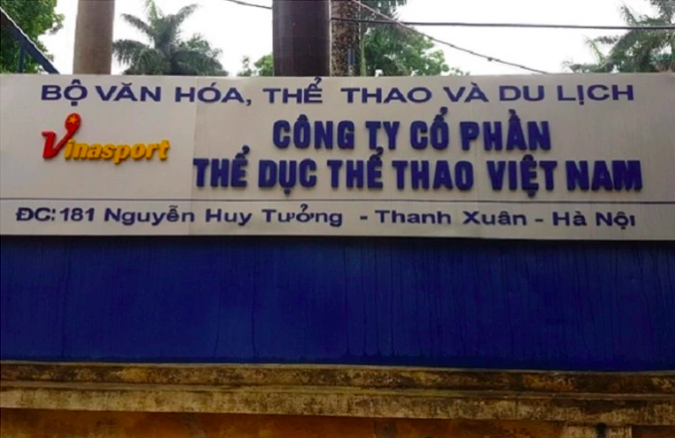 BỘ VĂN HÓA, THỂ THAO VÀ DU LỊCH
Vinasport
CÔNG TY CỔ PHẦN
THỂ DỤC THỂ THAO VIỆT NAM
ĐC: 181 Nguyễn Huy Tưởng - Thanh Xuân - Hà Nội